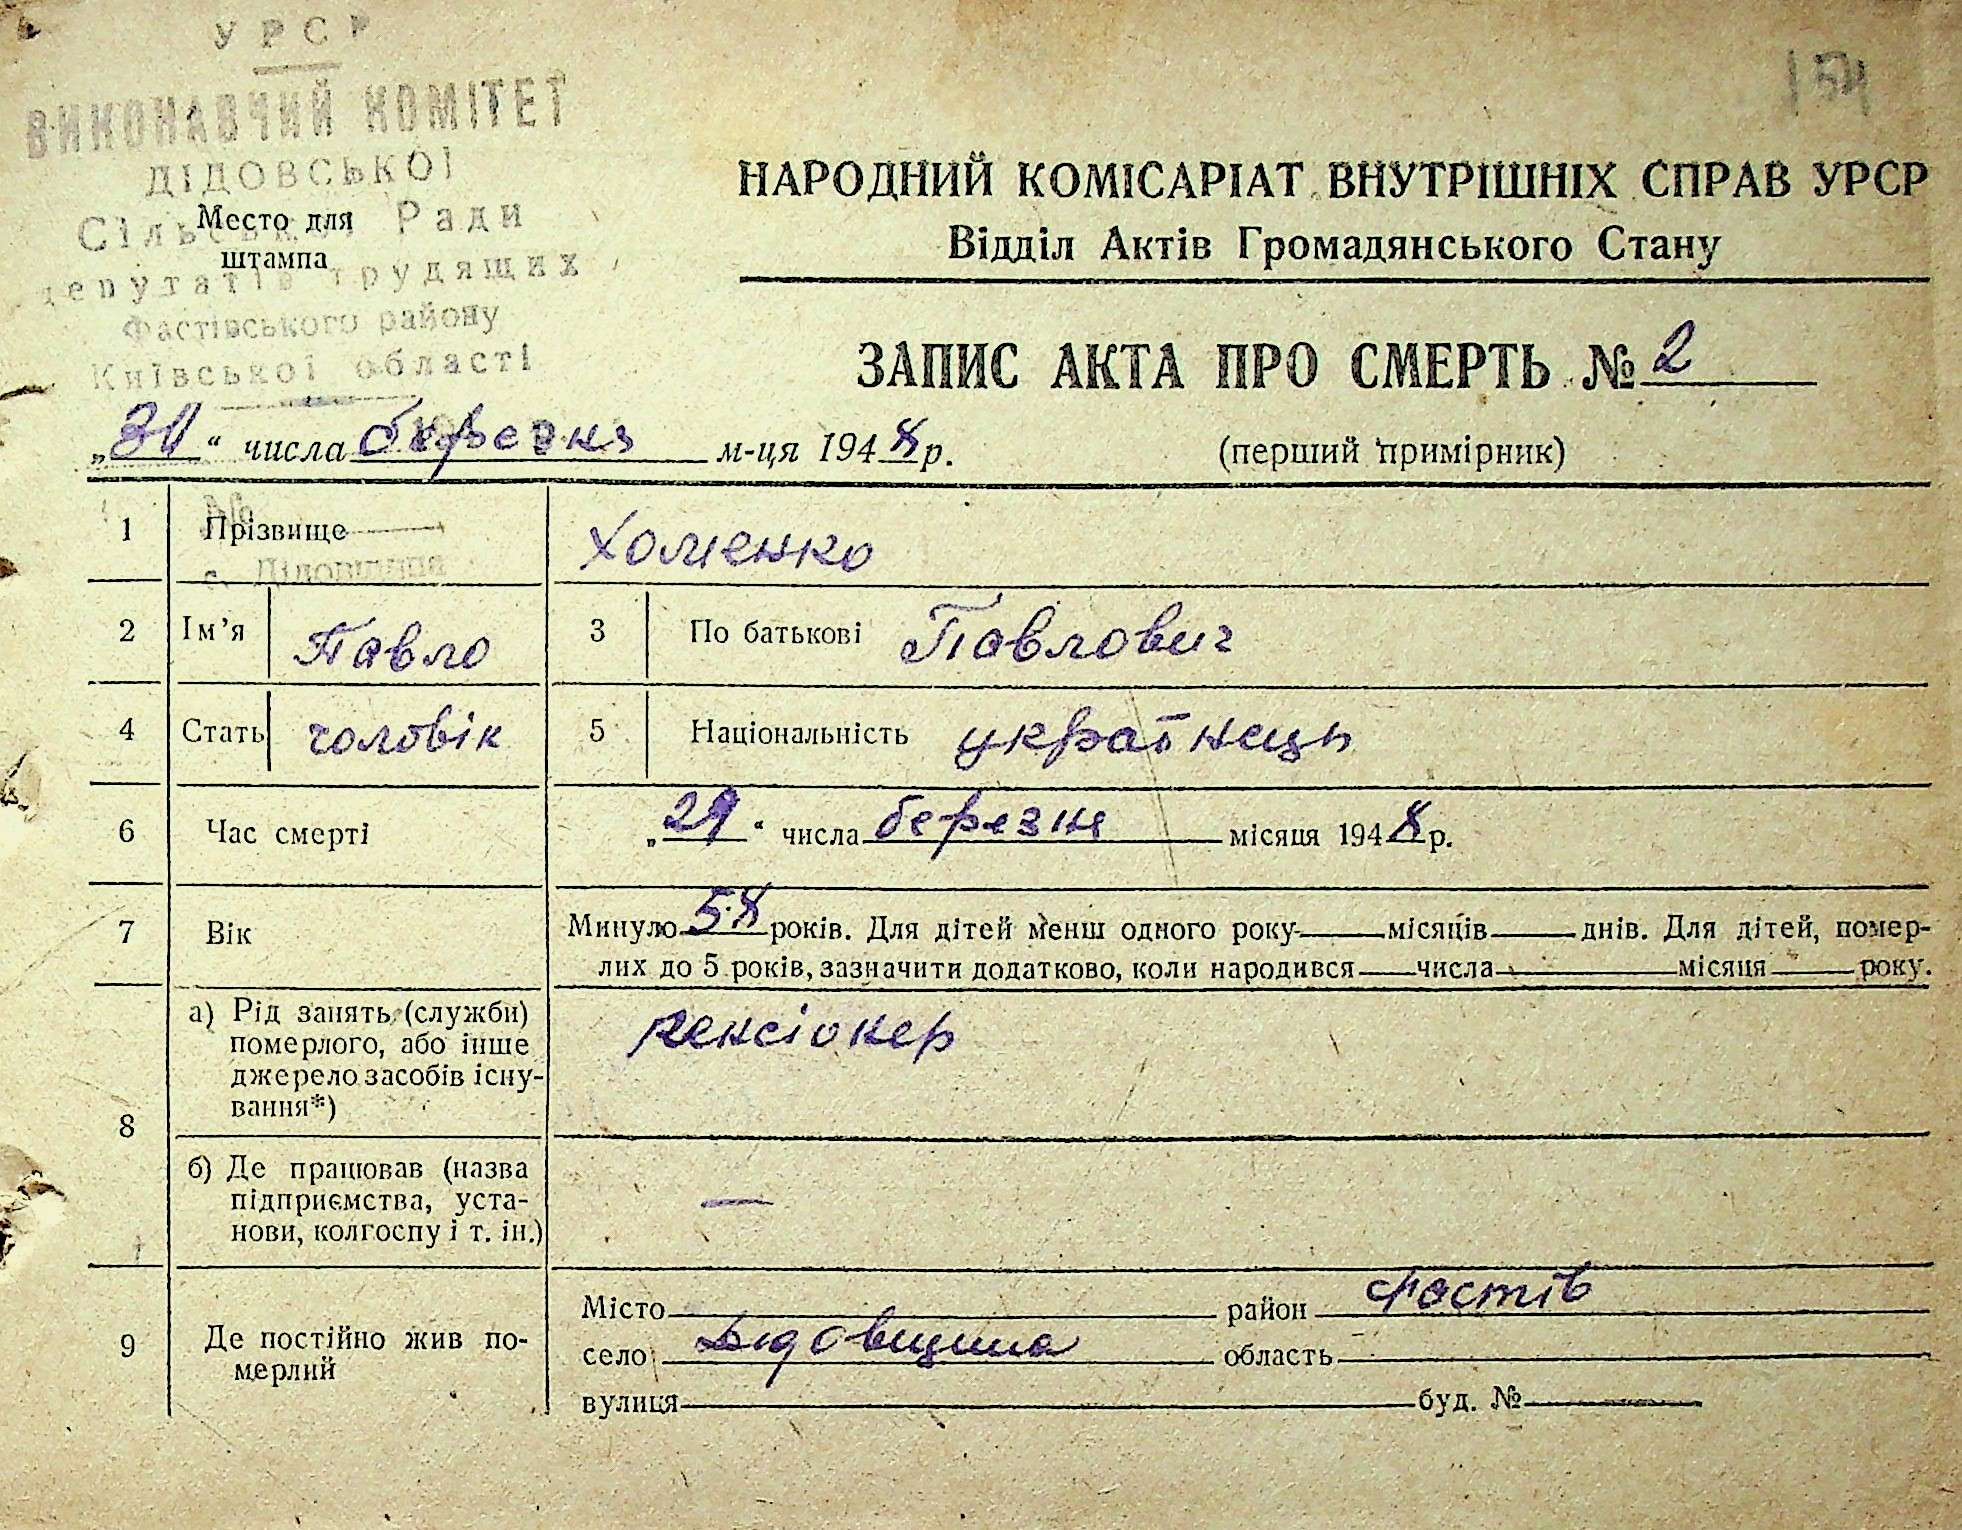 УРСР
ВИКОНАВЧИЙ КОМІТЕТ
ДІДОВСЬКОЇ
Сільської Ради
депутатів трудящих
Фастівського району
Київської області
Место для
штампа
154
НАРОДНИЙ КОМІСАРІАТ ВНУТРІШНІХ СПРАВ УРСР
Відділ Актів Громадянського Стану
ЗАПИС АКТА ПРО СМЕРТЬ № 2
„31“ числа березня м-ця 1948 р.
(перший примірник)
№
с. Дідовщина
1 Прізвище Хоменко
2 Ім’я Павло 3 По батькові Павлович
4 Стать чоловік 5 Національність українець
6 Час смерті „29“ числа березня місяця 1948 р.
7 Вік Минуло 58 років. Для дітей менш одного року місяців днів. Для дітей, помер-
лих до 5 років, зазначити додатково, коли народився числа місяця року.
8 а) Рід занять (служби)
померлого, або інше
джерело засобів існу-
вання*)
пенсіонер
б) Де працював (назва
підприємства, уста-
нови, колгоспу і т. ін.)
—
9 Де постійно жив по-
мерлий
Місто район Фастів
село Дідовщина область
вулиця буд. №